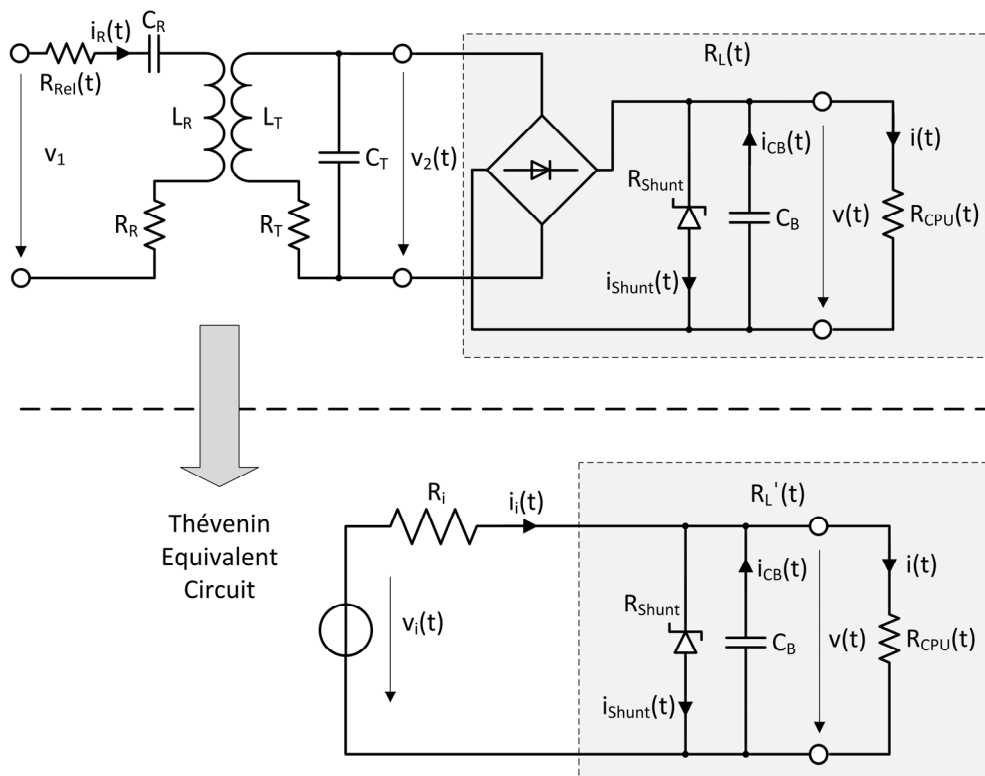 C_R
i_R(t)
R_Rel(t)
R_L(t)
L_R
L_T
C_T
v_1
v_2(t)
R_R
R_T
R_Shunt
i_CB(t)
i(t)
C_B
v(t)
R_CPU(t)
i_Shunt(t)
Thévenin
Equivalent
Circuit
R_i
i_i(t)
R_L'(t)
v_i(t)
R_Shunt
i_CB(t)
i(t)
C_B
v(t)
R_CPU(t)
i_Shunt(t)